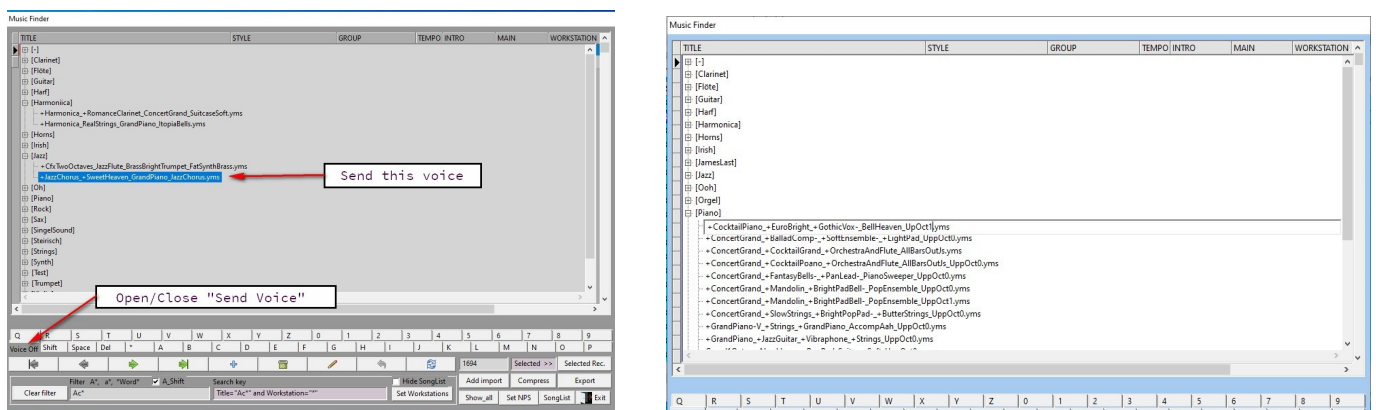 Music Finder
TITLE STYLE GROUP TEMPO INTRO MAIN WORKSTATION
[-]
[Clarinet]
[Flöte]
[Guitar]
[Harf]
[Harmoniica]
+Harmonica_+RomanceClarinet_ConcertGrand_SuitcaseSoft.yms
+Harmonica_RealStrings_GrandPiano_ItopiaBells.yms
[Horns]
[Irish]
[Jazz]
+CfxTwoOctaves_JazzFlute_BrassBrightTrumpet_FatSynthBrass.yms
+JazzChorus_+SweetHeaven_GrandPiano_JazzChorus.yms
Send this voice
[Oh]
[Piano]
[Rock]
[Sax]
[SingelSound]
[Steirisch]
[Strings]
[Synth]
[Test]
[Trumpet]
Open/Close "Send Voice"
Q R S T U V W X Y Z 0 1 2 3 4 5 6 7 8 9
Voice Off Shift Space Del * A B C D E F G H I J K L M N O P
1694 Selected >> Selected Rec.
Filter A*, a*, *Word* A_Shift Search key Hide SongList Add import Compress Export
Clear filter Ac* Title="Ac*" and Workstation="*" Set Workstations Show_all Set NPS SongList Exit
Music Finder
TITLE STYLE GROUP TEMPO INTRO MAIN WORKSTATION
[-]
[Clarinet]
[Flöte]
[Guitar]
[Harf]
[Harmonica]
[Horns]
[Irish]
[JamesLast]
[Jazz]
[Ooh]
[Orgel]
[Piano]
+CocktailPiano_+EuroBright_+GothicVox-_BellHeaven_UpOct1.yms
+ConcertGrand_+BalladComp-_+SoftEnsemble-_+LightPad_UppOct0.yms
+ConcertGrand_+CocktailGrand_+OrchestraAndFlute_AllBarsOutJs.yms
+ConcertGrand_+CocktailPoano_+OrchestraAndFlute_AllBarsOutJs_UppOct0.yms
+ConcertGrand_+FantasyBells-_+PanLead-_PianoSweeper_UppOct0.yms
+ConcertGrand_+Mandolin_+BrightPadBell-_PopEnsemble_UppOct0.yms
+ConcertGrand_+Mandolin_+BrightPadBell-_PopEnsemble_UppOct1.yms
+ConcertGrand_+SlowStrings_+BrightPopPad-_+ButterStrings_UppOct0.yms
+GrandPiano-V_+Strings_+GrandPiano_AccompAah_UppOct0.yms
+GrandPiano_+JazzGuitar_+Vibraphone_+Strings_UppOct0.yms
Q R S T U V W X Y Z 0 1 2 3 4 5 6 7 8 9